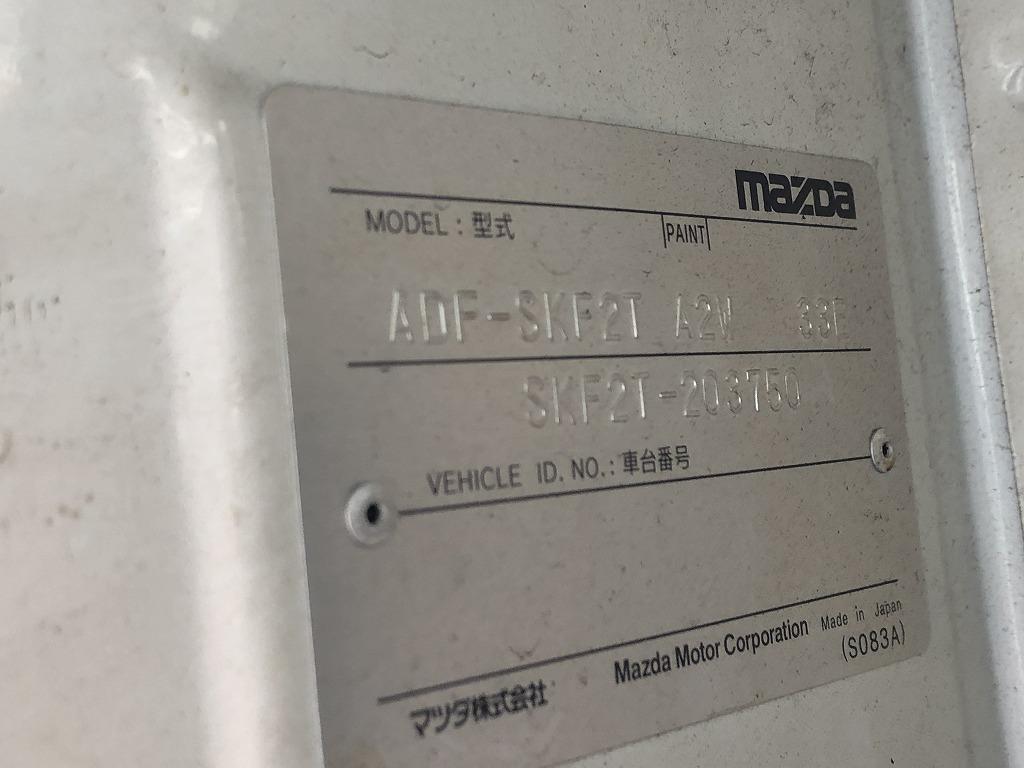 mazda
MODEL : 型式 PAINT
ADF-SKF2T A2W 33E
SKF2T-203750
VEHICLE ID. NO. : 車台番号
マツダ株式会社 Mazda Motor Corporation Made in Japan
(S083A)